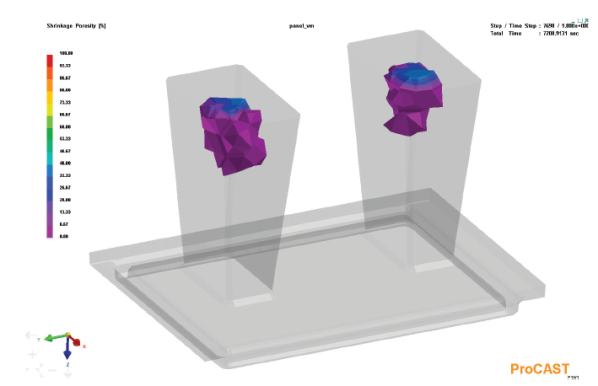 Shrinkage Porosity [%]
panel_wn
Step / Time Step : 7690 / 1.000e+000
Total Time : 7200.9131 sec
100.00
93.33
86.67
80.00
73.33
66.67
60.00
53.33
46.67
40.00
33.33
26.67
20.00
13.33
6.67
0.00
Y
X
Z
ProCAST